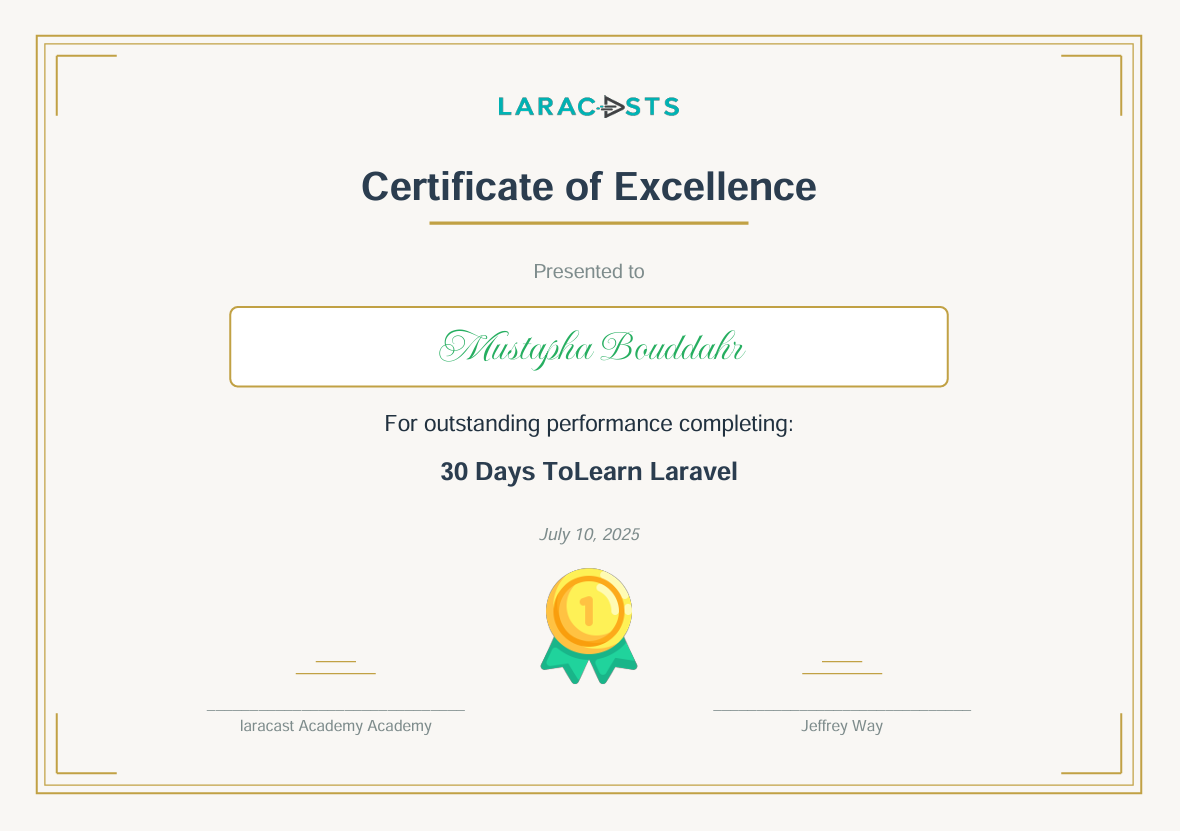 LARACASTS
Certificate of Excellence
Presented to
Mustapha Bouddahr
For outstanding performance completing:
30 Days ToLearn Laravel
July 10, 2025
1
laracast Academy Academy
Jeffrey Way